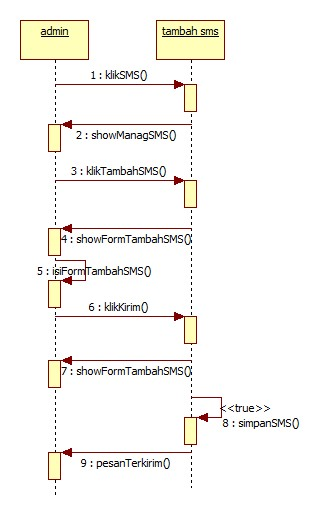 admin
tambah sms
1 : klikSMS()
2 : showManagSMS()
3 : klikTambahSMS()
4 : showFormTambahSMS()
5 : isiFormTambahSMS()
6 : klikKirim()
7 : showFormTambahSMS()
<<true>>
8 : simpanSMS()
9 : pesanTerkirim()